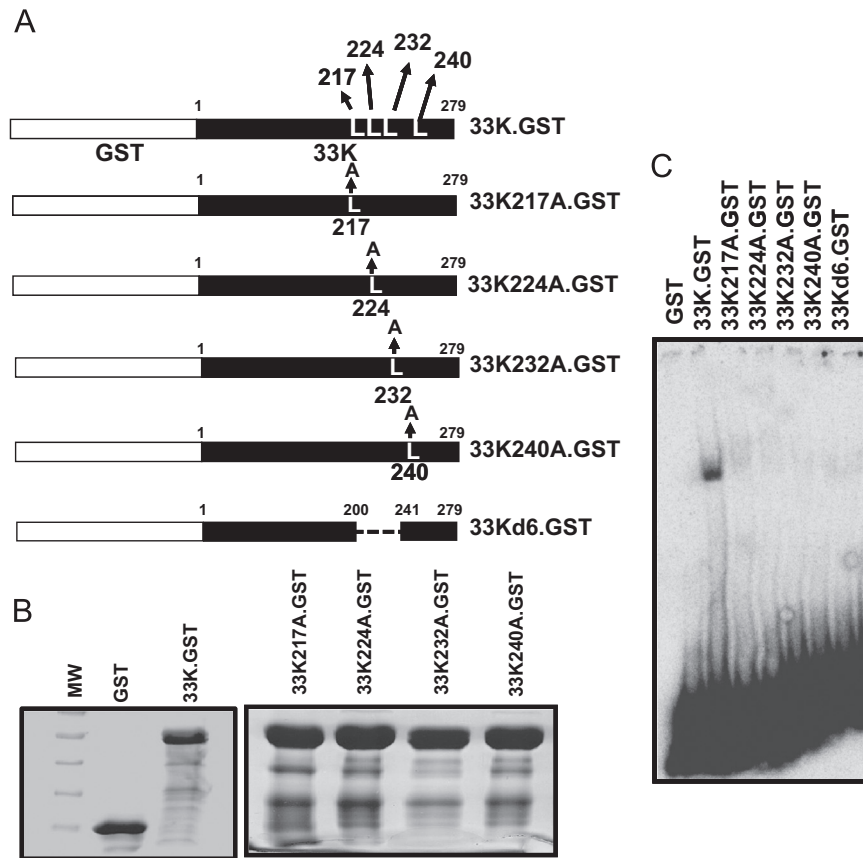 A
217 224 232 240
1 279
L L L L 33K.GST
GST 33K
A
1 279
L 33K217A.GST
217
A
1 279
L 33K224A.GST
224
A
1 279
L 33K232A.GST
232
A
1 279
L 33K240A.GST
240
1 200 241 279
33Kd6.GST
B
MW
GST
33K.GST
33K217A.GST
33K224A.GST
33K232A.GST
33K240A.GST
C
GST
33K.GST
33K217A.GST
33K224A.GST
33K232A.GST
33K240A.GST
33Kd6.GST